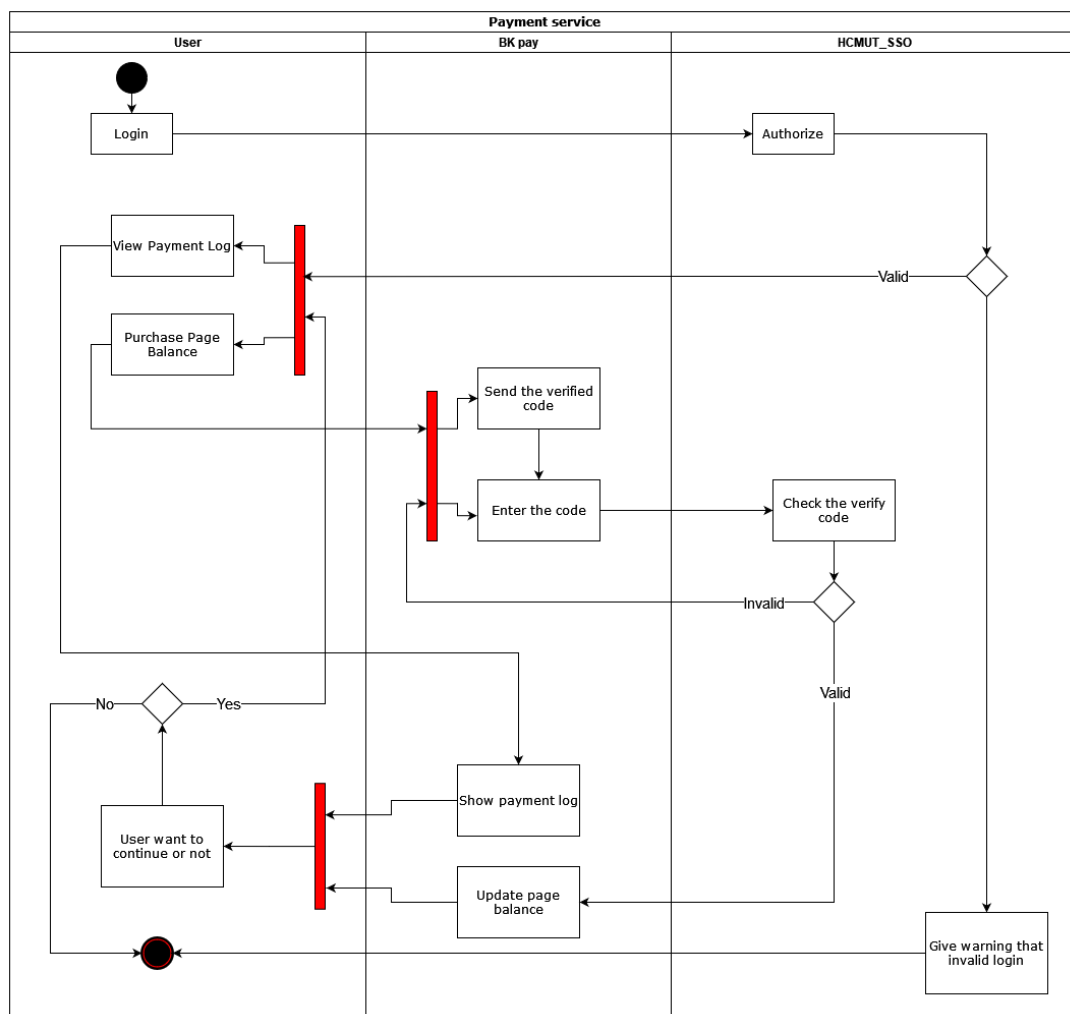 Payment service
User
BK pay
HCMUT_SSO
Login
Authorize
View Payment Log
Valid
Purchase Page
Balance
Send the verified
code
Enter the code
Check the verify
code
Invalid
No
Yes
Valid
Show payment log
User want to
continue or not
Update page
balance
Give warning that
invalid login